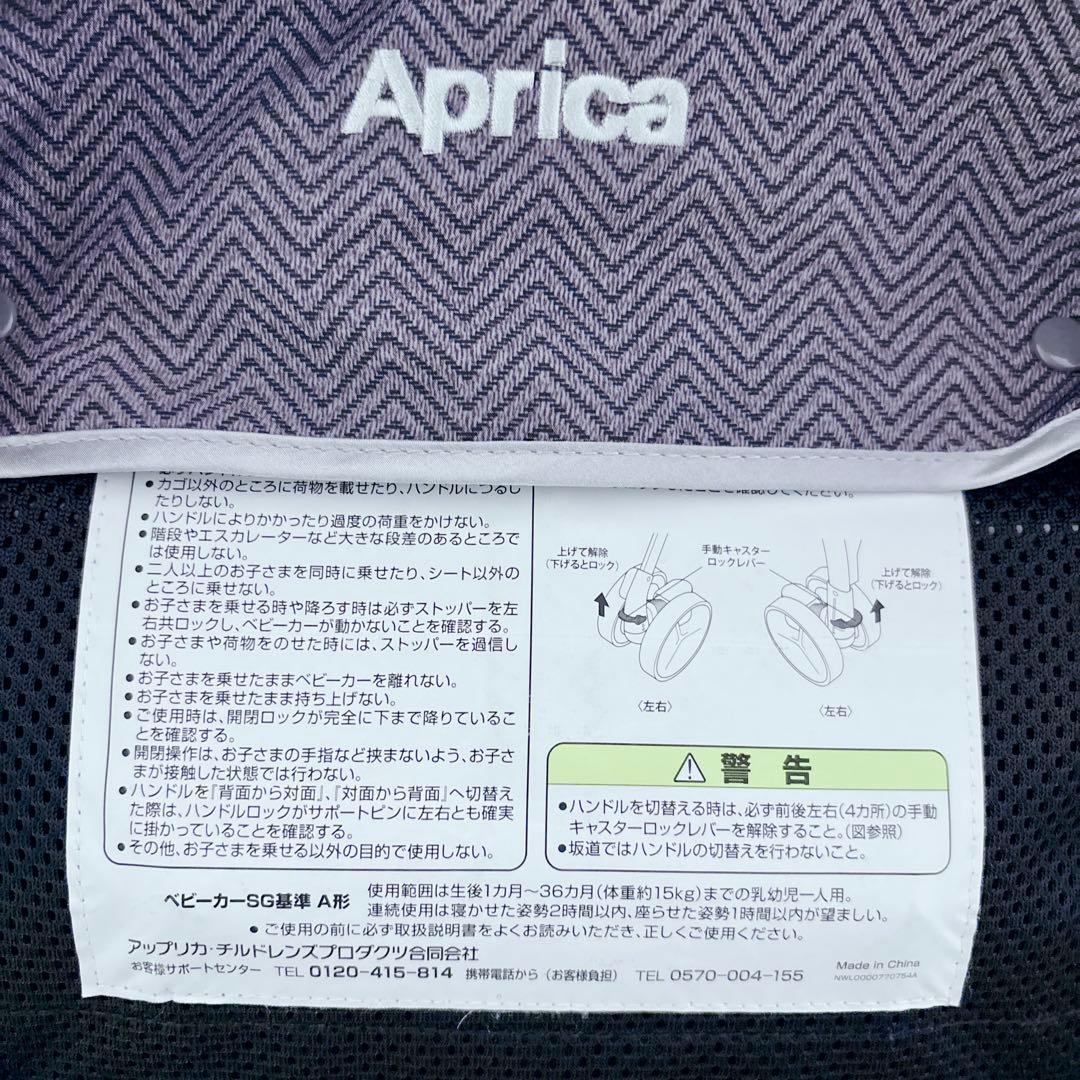 Aprica
● カゴ以外のところに荷物を載せたり、ハンドルにつるし
たりしない。
● ハンドルによりかかったり過度の荷重をかけない。
● 階段やエスカレーターなど大きな段差のあるところで
は使用しない。
● 二人以上のお子さまを同時に乗せたり、シート以外の
ところに乗せない。
● お子さまを乗せる時や降ろす時は必ずストッパーを左
右共ロックし、ベビーカーが動かないことを確認する。
● お子さまや荷物をのせた時には、ストッパーを過信し
ない。
● お子さまを乗せたままベビーカーを離れない。
● お子さまを乗せたまま持ち上げない。
● ご使用時は、開閉ロックが完全に下まで降りているこ
とを確認する。
● 開閉操作は、お子さまの手指など挟まないよう、お子さ
まが接触した状態では行わない。
● ハンドルを『背面から対面』、『対面から背面』へ切替え
た際は、ハンドルロックがサポートピンに左右とも確実
に掛かっていることを確認する。
● その他、お子さまを乗せる以外の目的で使用しない。
上げて解除
(下げるとロック)
手動キャスター
ロックレバー
上げて解除
(下げるとロック)
〈左右〉
〈左右〉
警告
● ハンドルを切替える時は、必ず前後左右(4カ所)の手動
キャスターロックレバーを解除すること。(図参照)
● 坂道ではハンドルの切替えを行わないこと。
ベビーカーSG基準 A形
使用範囲は生後1カ月〜36カ月(体重約15kg)までの乳幼児一人用。
連続使用は寝かせた姿勢2時間以内、座らせた姿勢1時間以内が望ましい。
● ご使用の前に必ず取扱説明書をよくお読みいただき、正しくご使用ください。
アップリカ・チルドレンズプロダクツ合同会社
お客様サポートセンター TEL 0120-415-814 携帯電話から(お客様負担) TEL 0570-004-155
Made in China
NWL0000770754A